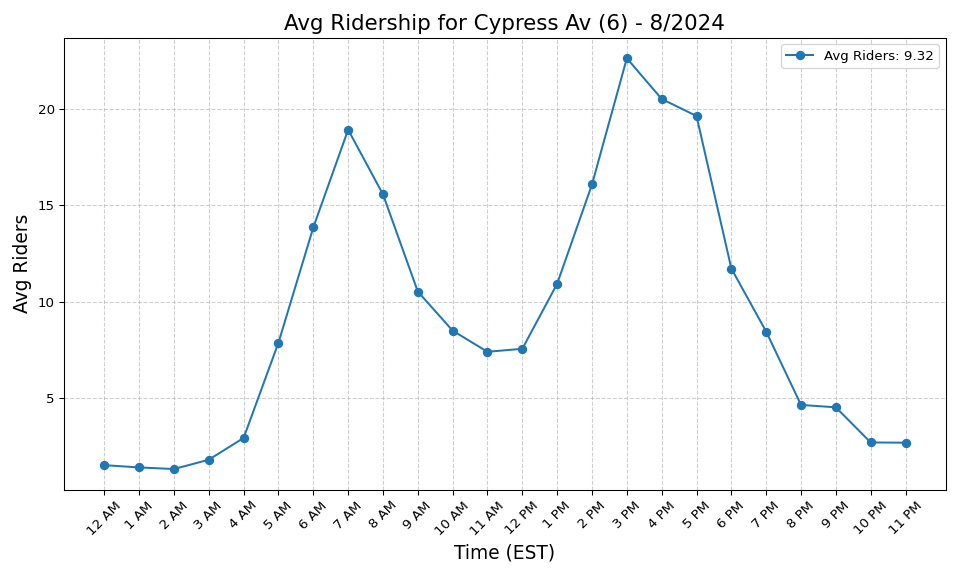 Avg Ridership for Cypress Av (6) - 8/2024
Avg Riders: 9.32
Avg Riders
20
15
10
5
12 AM
1 AM
2 AM
3 AM
4 AM
5 AM
6 AM
7 AM
8 AM
9 AM
10 AM
11 AM
12 PM
1 PM
2 PM
3 PM
4 PM
5 PM
6 PM
7 PM
8 PM
9 PM
10 PM
11 PM
Time (EST)